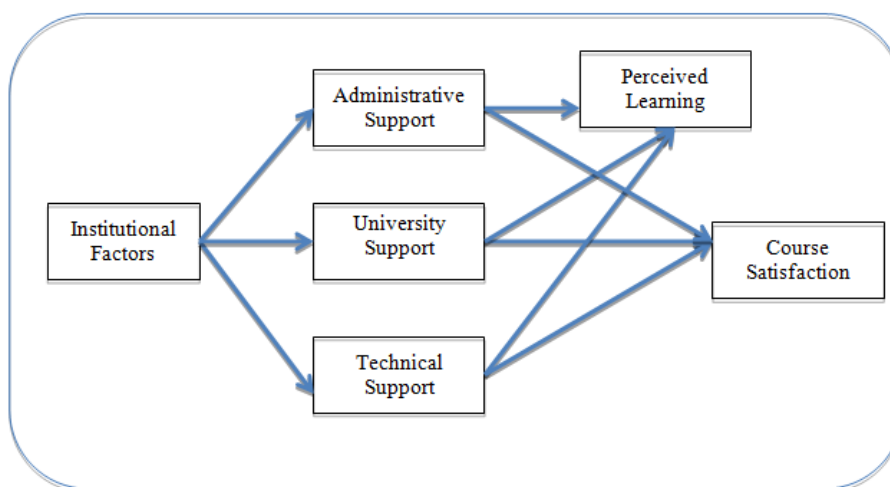 Administrative
Support
Perceived
Learning
Institutional
Factors
University
Support
Course
Satisfaction
Technical
Support